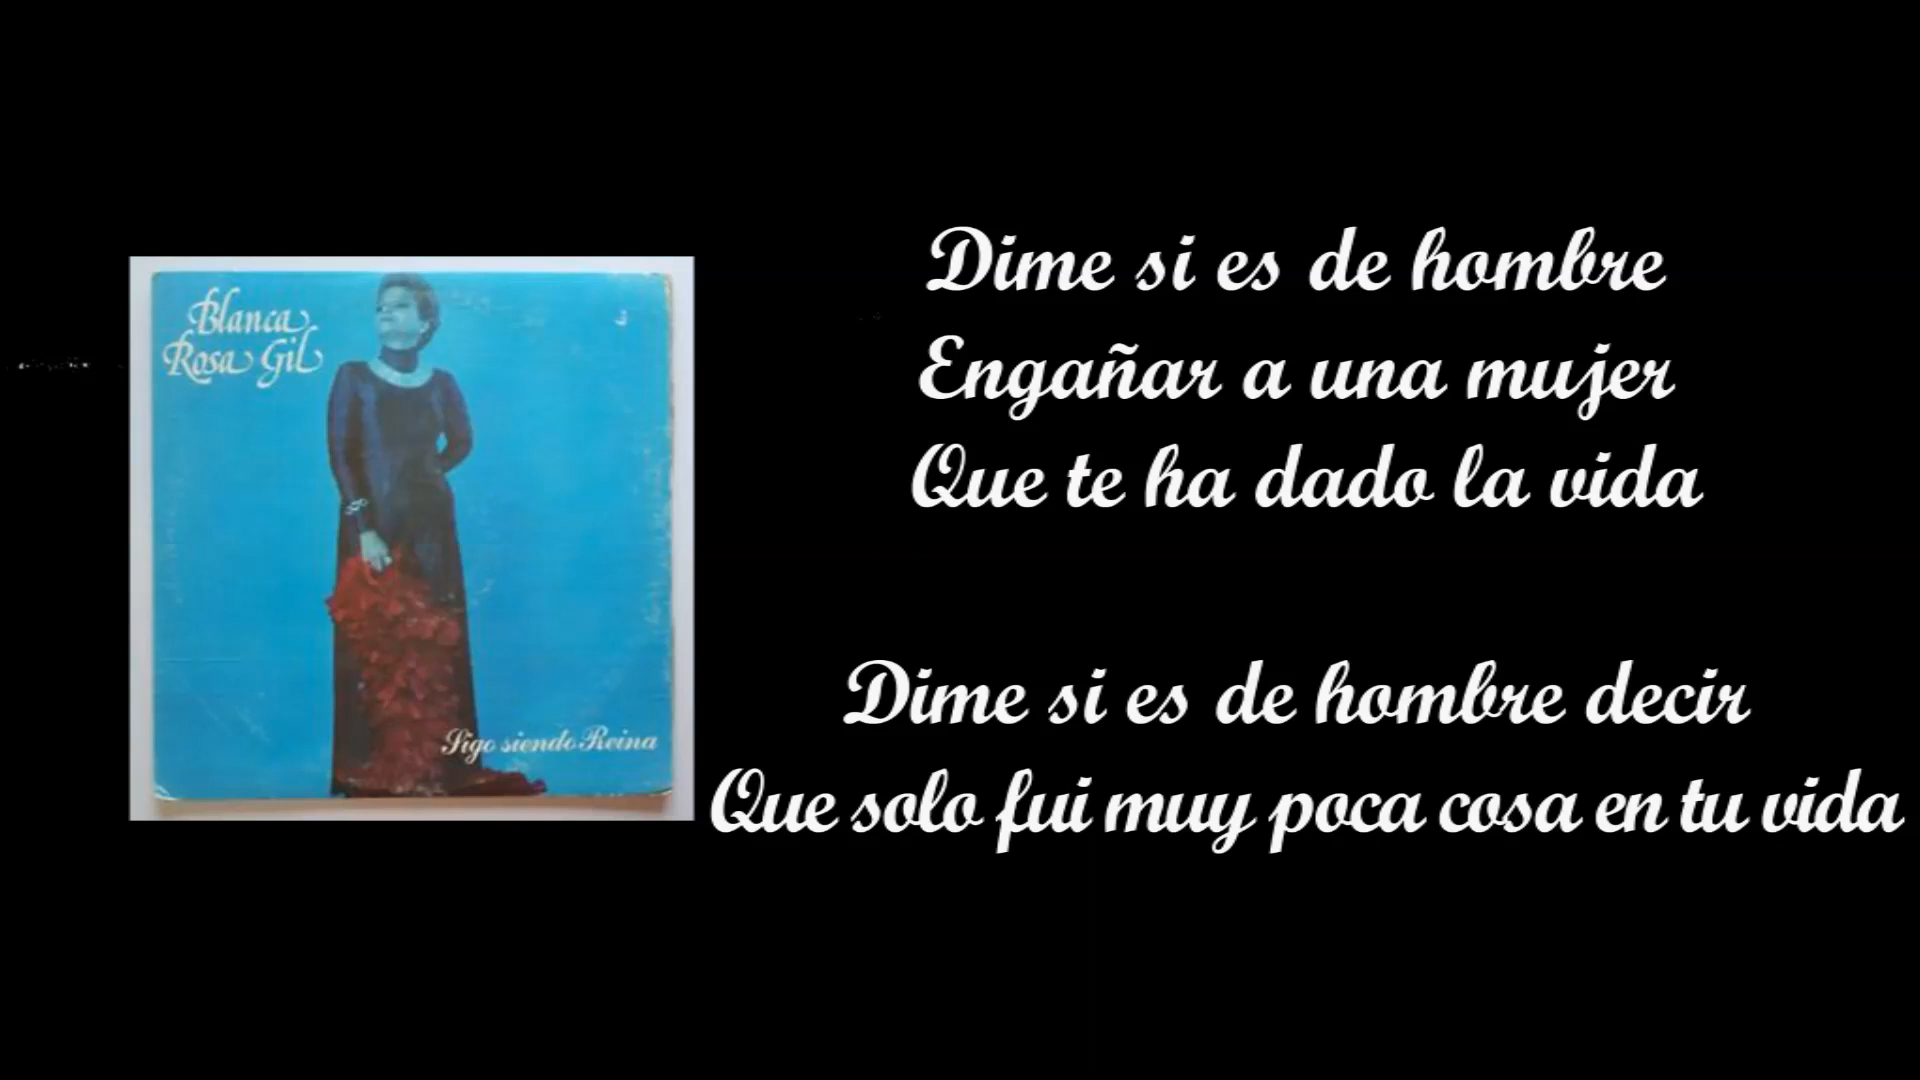 Blanca
Rosa Gil
Sigo siendo Reina
Dime si es de hombre
Engañar a una mujer
Que te ha dado la vida
Dime si es de hombre decir
Que solo fui muy poca cosa en tu vida